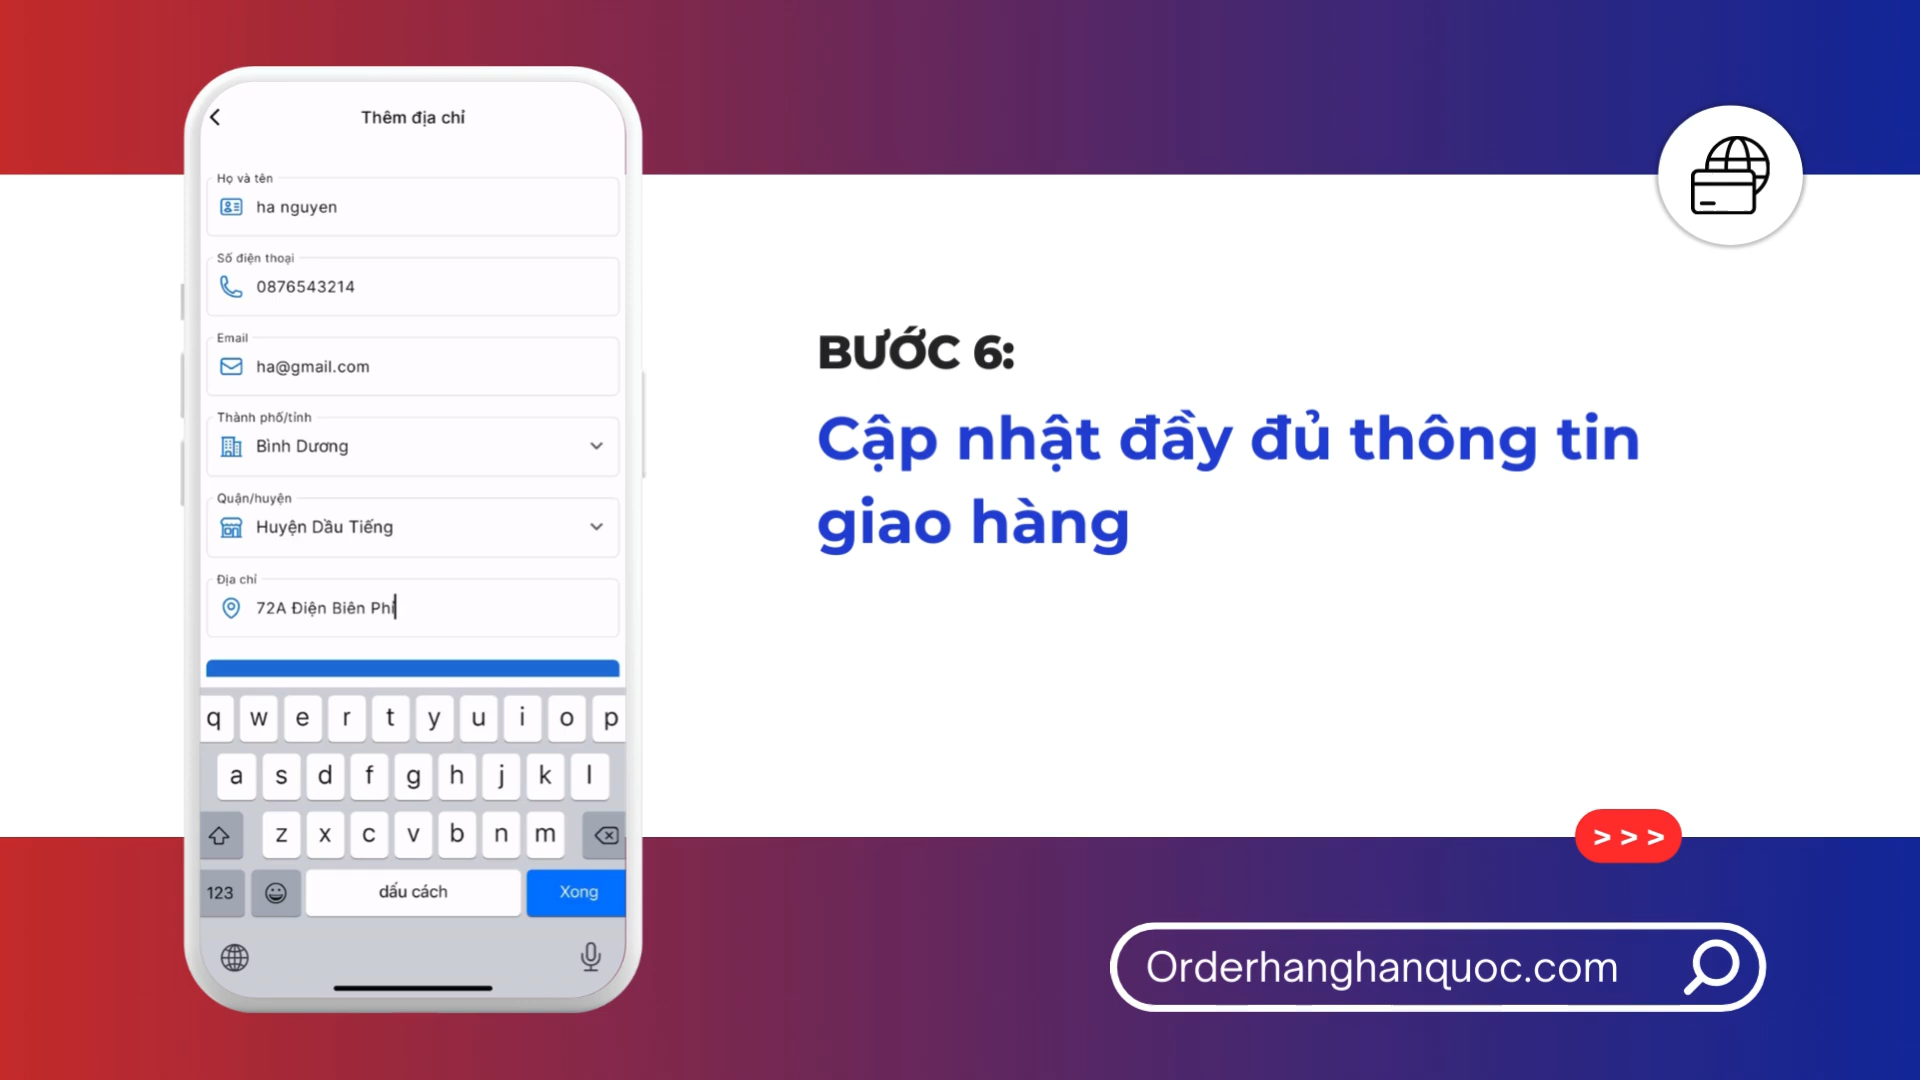 Thêm địa chỉ
Họ và tên
ha nguyen
Số điện thoại
0876543214
Email
ha@gmail.com
Thành phố/tỉnh
Bình Dương
Quận/huyện
Huyện Dầu Tiếng
Địa chỉ
72A Điện Biên Phi
q w e r t y u i o p
a s d f g h j k l
z x c v b n m
123 dấu cách Xong
BƯỚC 6:
Cập nhật đầy đủ thông tin
giao hàng
> > >
Orderhanghanquoc.com